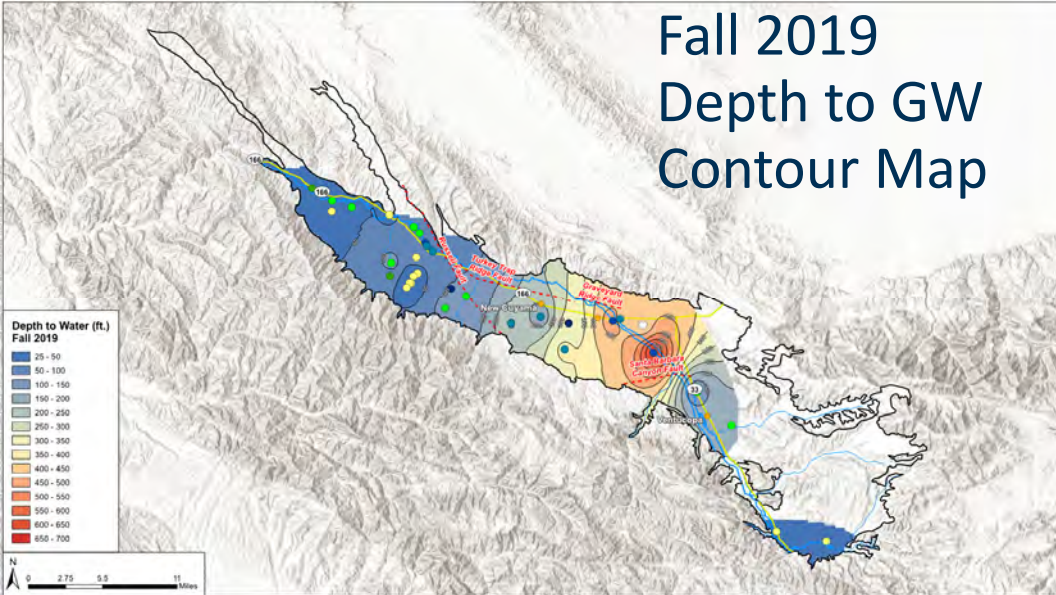 Fall 2019
Depth to GW
Contour Map
166
166
Russell Fault
Turkey Trap
Ridge Fault
166
New Cuyama
Graveyard
Ridge Fault
Santa Barbara
Canyon Fault
33
Ventucopa
Depth to Water (ft.)
Fall 2019
25 - 50
50 - 100
100 - 150
150 - 200
200 - 250
250 - 300
300 - 350
350 - 400
400 - 450
450 - 500
500 - 550
550 - 600
600 - 650
650 - 700
N
0 2.75 5.5 11
Miles